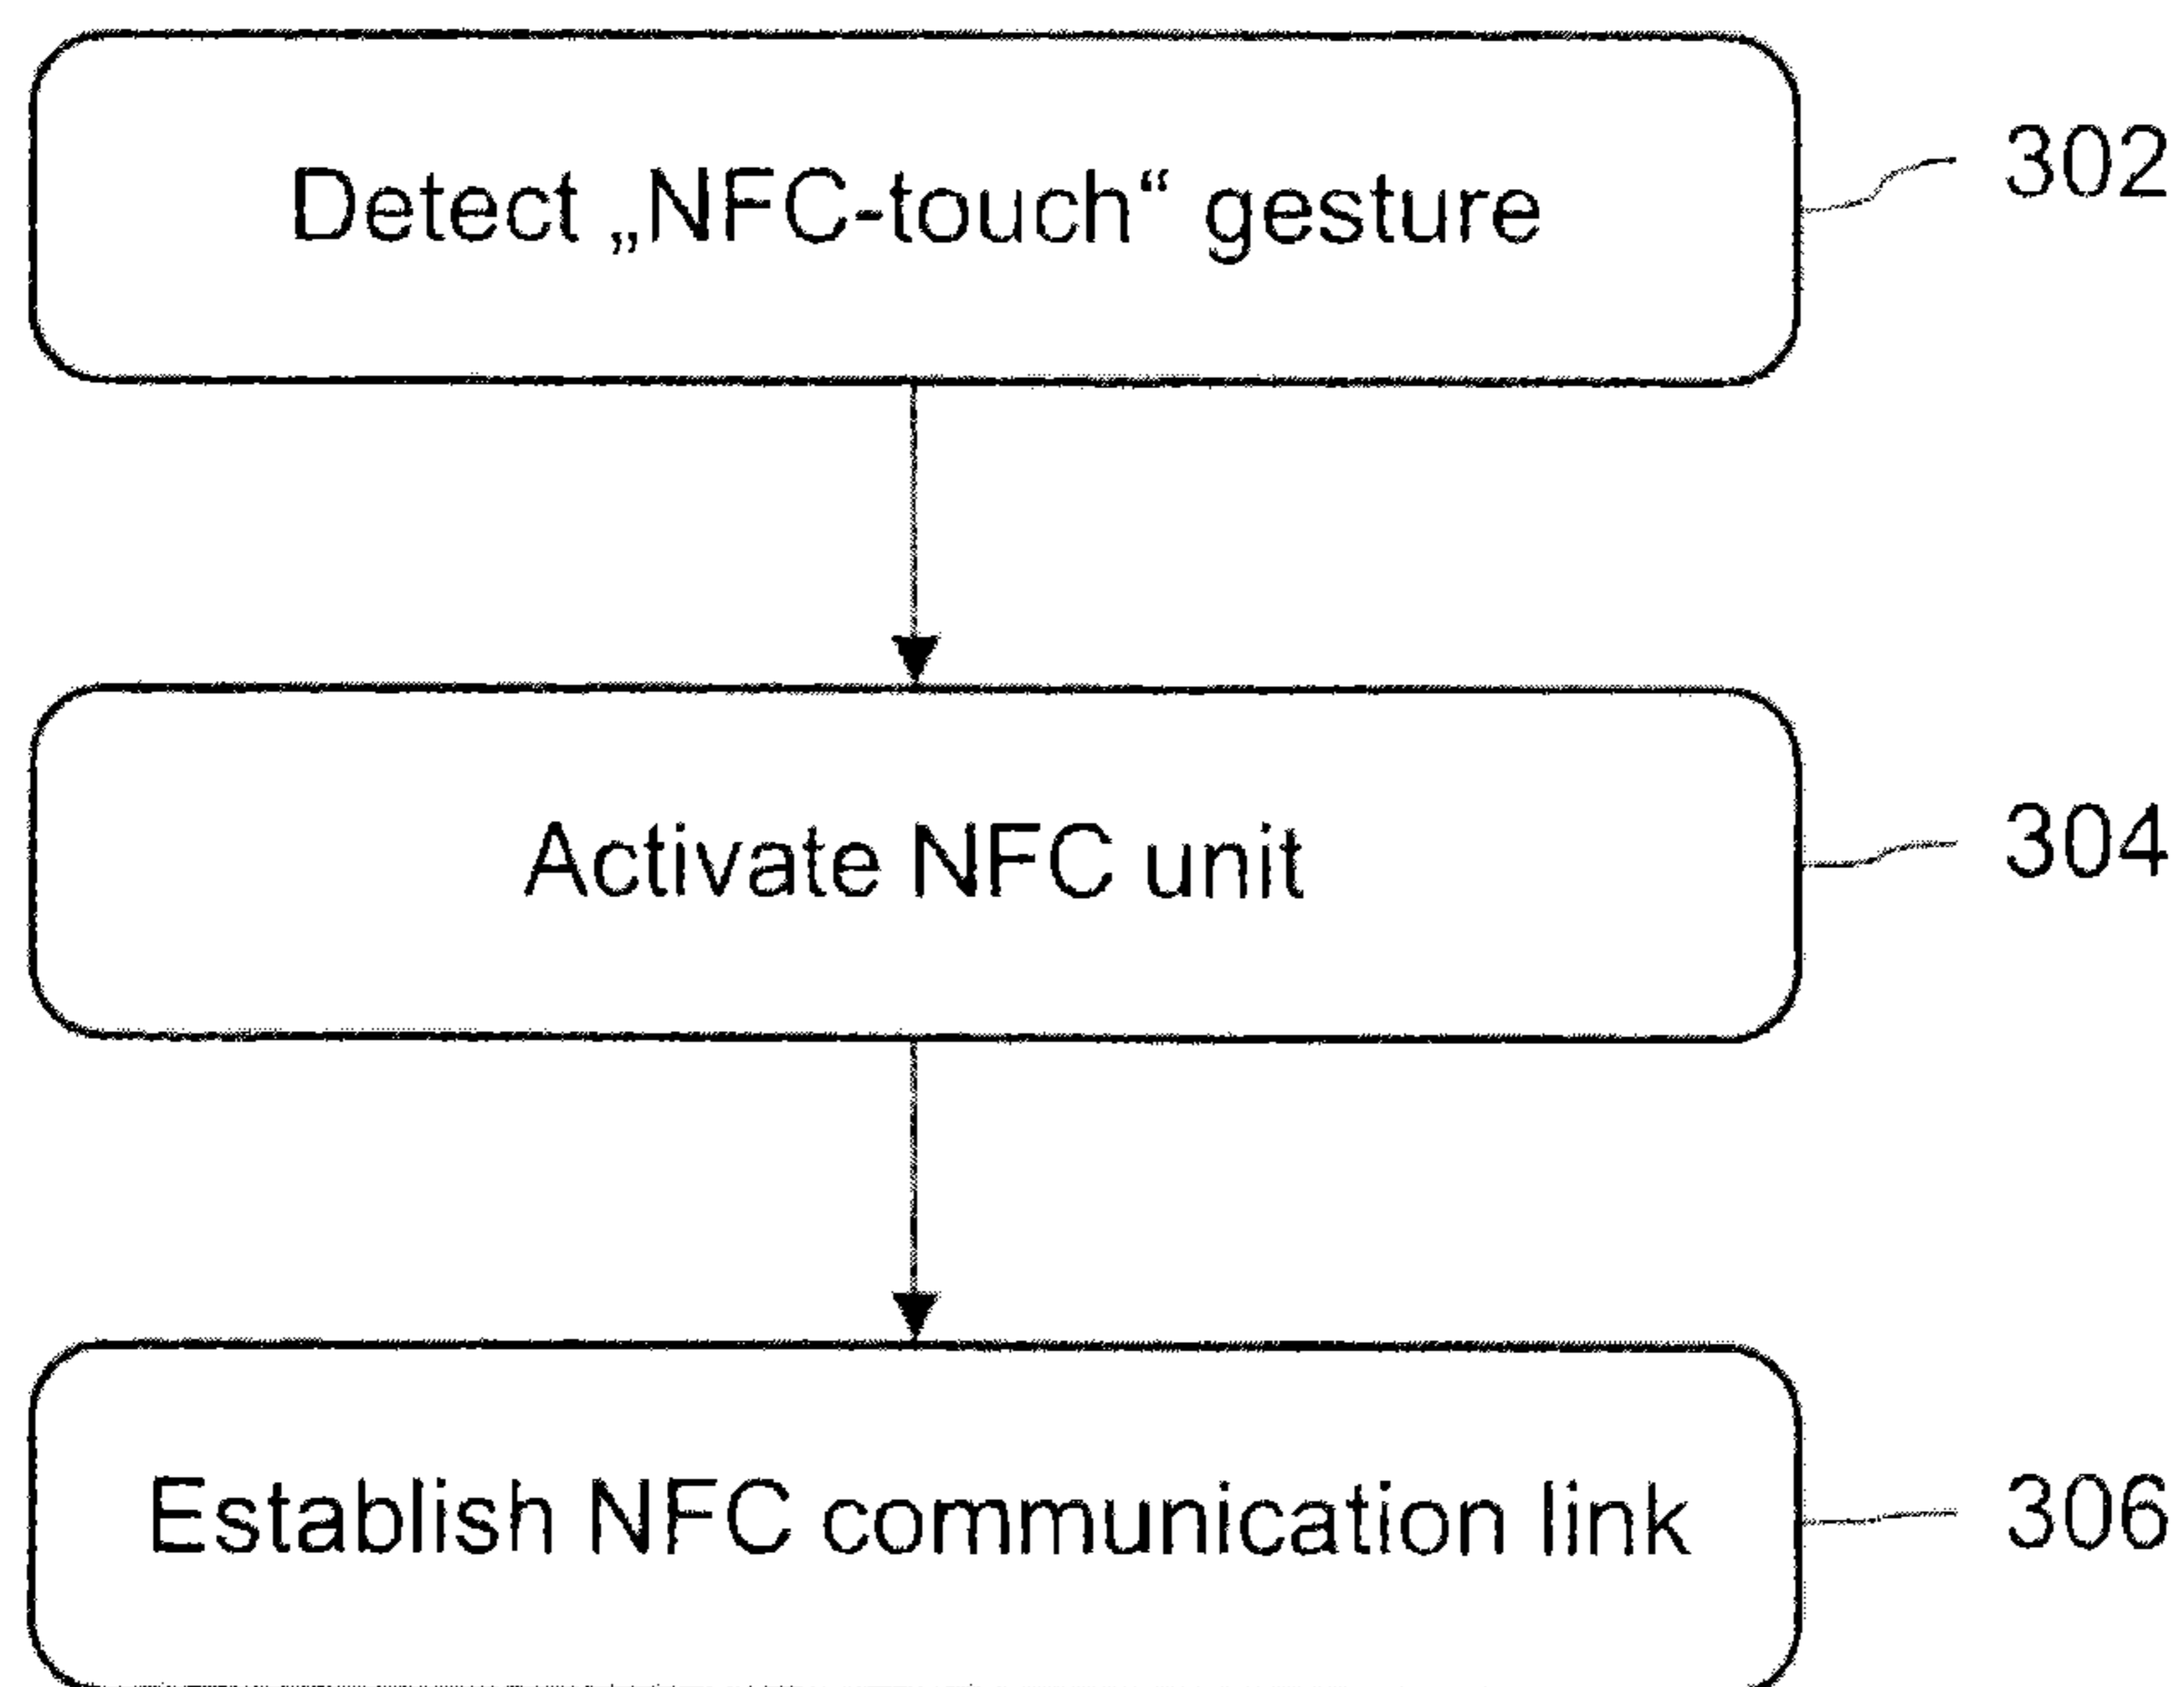 Detect „NFC-touch“ gesture
302
Activate NFC unit
304
Establish NFC communication link
306